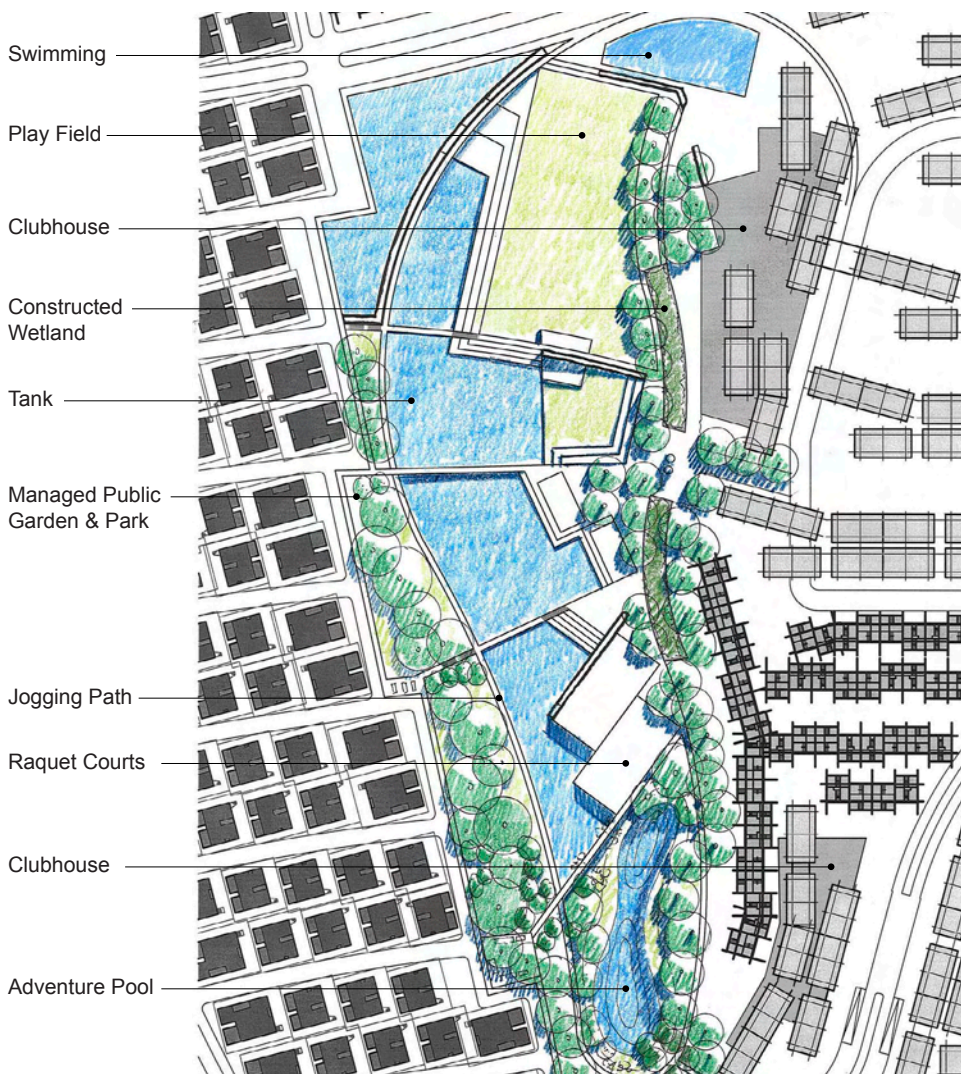 Swimming
Play Field
Clubhouse
Constructed
Wetland
Tank
Managed Public
Garden & Park
Jogging Path
Raquet Courts
Clubhouse
Adventure Pool